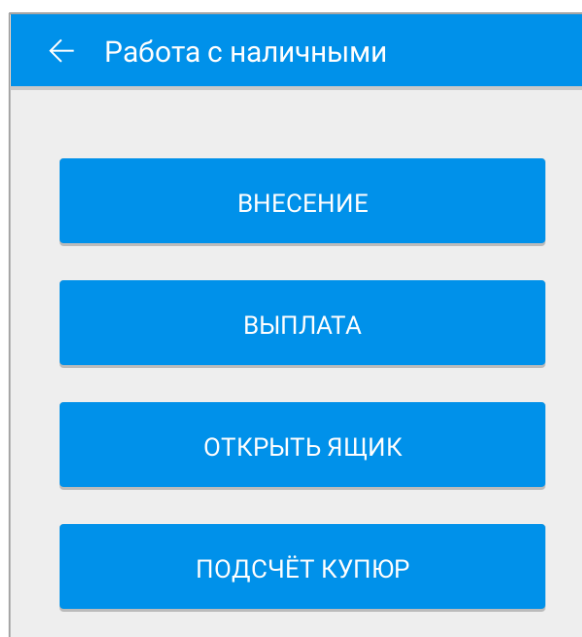 Работа с наличными
ВНЕСЕНИЕ
ВЫПЛАТА
ОТКРЫТЬ ЯЩИК
ПОДСЧЁТ КУПЮР